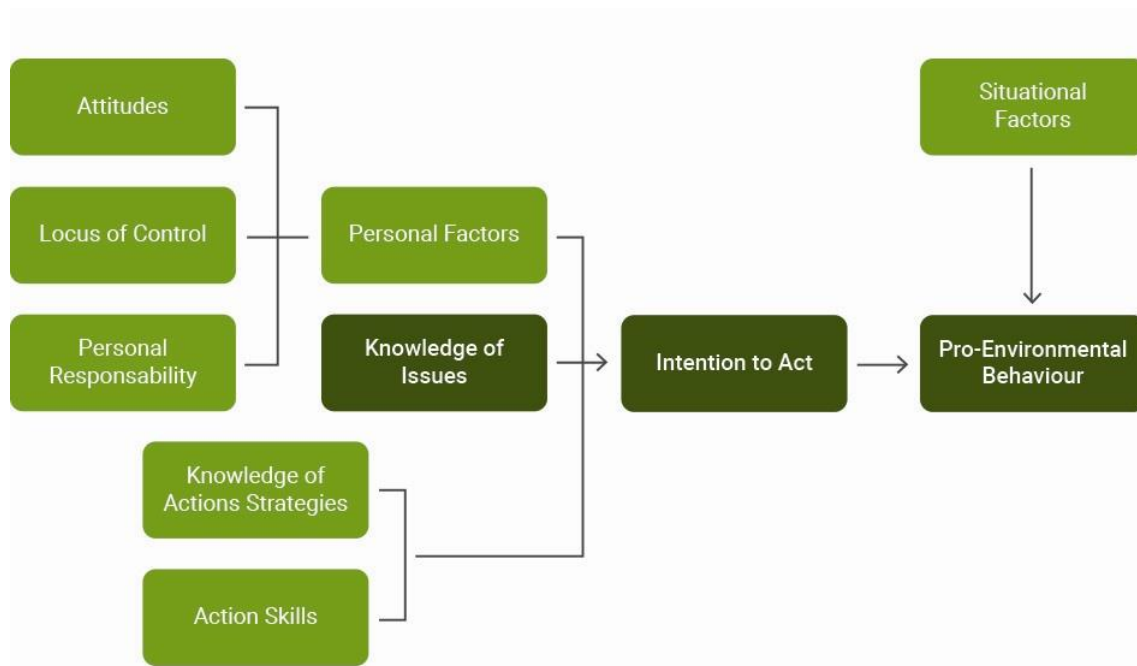 Attitudes
Situational
Factors
Locus of Control
Personal Factors
Personal
Responsability
Knowledge of
Issues
Intention to Act
Pro-Environmental
Behaviour
Knowledge of
Actions Strategies
Action Skills